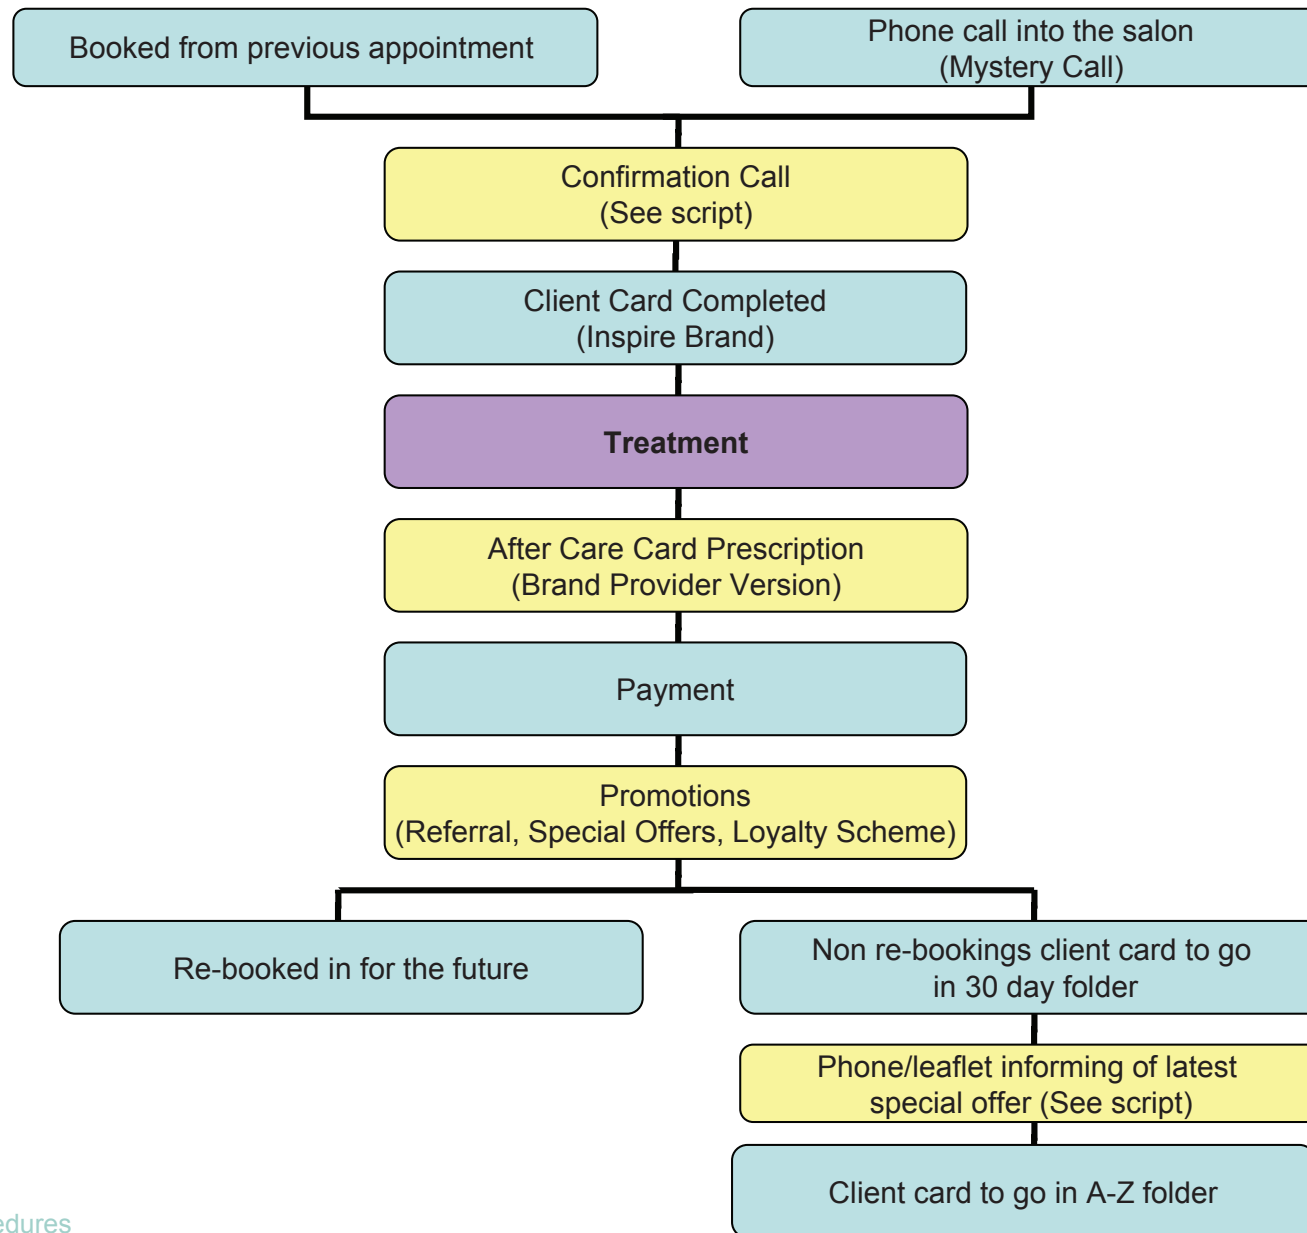 Booked from previous appointment
Phone call into the salon
(Mystery Call)
Confirmation Call
(See script)
Client Card Completed
(Inspire Brand)
Treatment
After Care Card Prescription
(Brand Provider Version)
Payment
Promotions
(Referral, Special Offers, Loyalty Scheme)
Re-booked in for the future
Non re-bookings client card to go
in 30 day folder
Phone/leaflet informing of latest
special offer (See script)
Client card to go in A-Z folder
edures